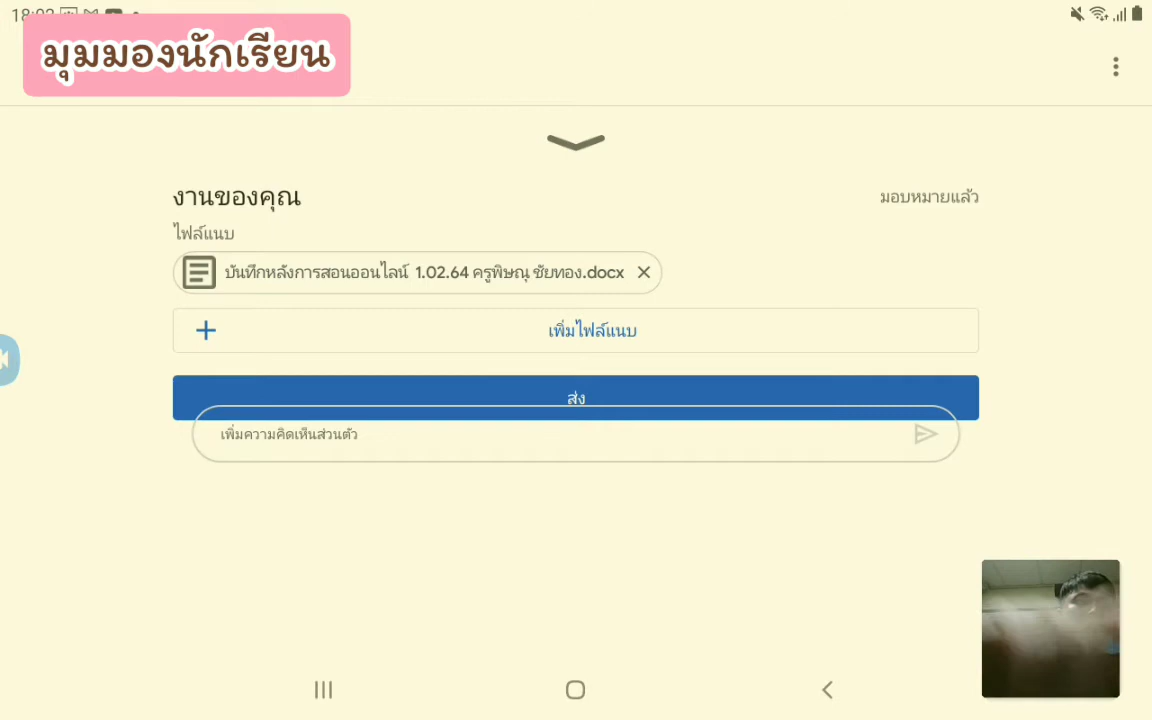 มุมมองนักเรียน
งานของคุณ
มอบหมายแล้ว
ไฟล์แนบ
บันทึกหลังการสอนออนไลน์ 1.02.64 ครูพิษณุ ชัยทอง.docx
เพิ่มไฟล์แนบ
ส่ง
เพิ่มความคิดเห็นส่วนตัว